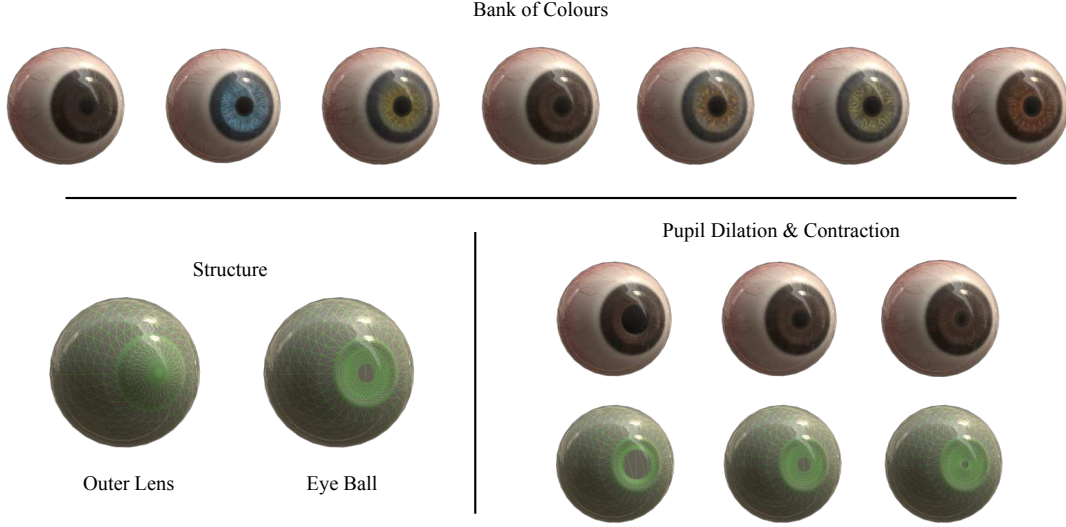 Bank of Colours
Structure
Outer Lens
Eye Ball
Pupil Dilation & Contraction